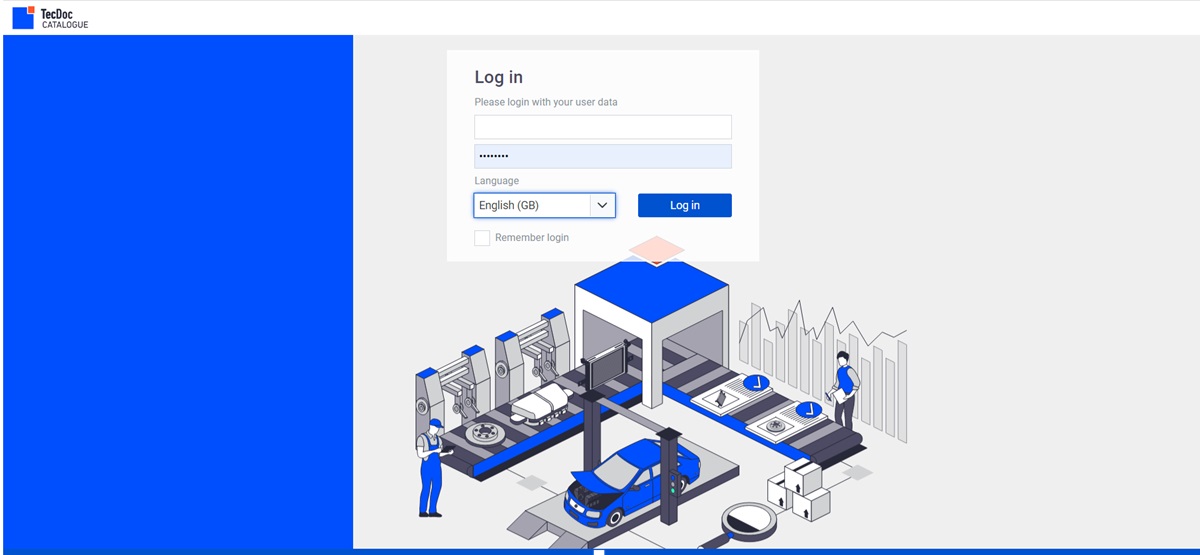 TecDoc
CATALOGUE
Log in
Please login with your user data
••••••••
Language
English (GB)
Log in
Remember login